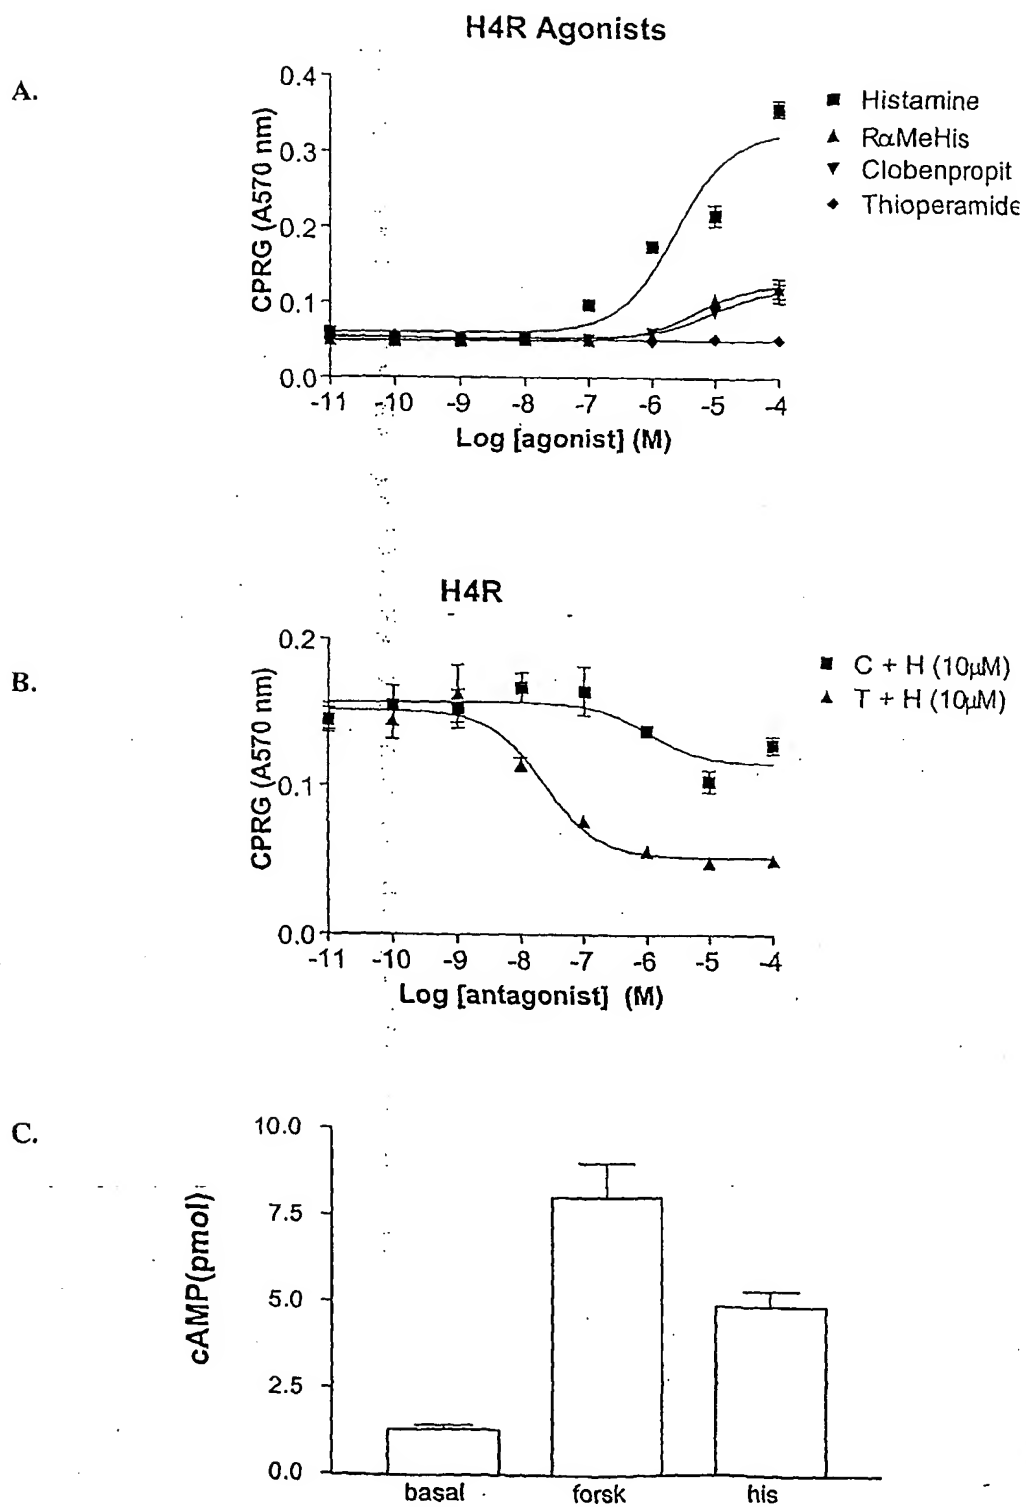 H4R Agonists
A.
CPRG (A570 nm)
0.4
0.3
0.2
0.1
0.0
-11 -10 -9 -8 -7 -6 -5 -4
Log [agonist] (M)
Histamine
RαMeHis
Clobenpropit
Thioperamide
H4R
B.
CPRG (A570 nm)
0.2
0.1
0.0
-11 -10 -9 -8 -7 -6 -5 -4
Log [antagonist] (M)
C + H (10μM)
T + H (10μM)
C.
cAMP(pmol)
10.0
7.5
5.0
2.5
0.0
basal forsk his